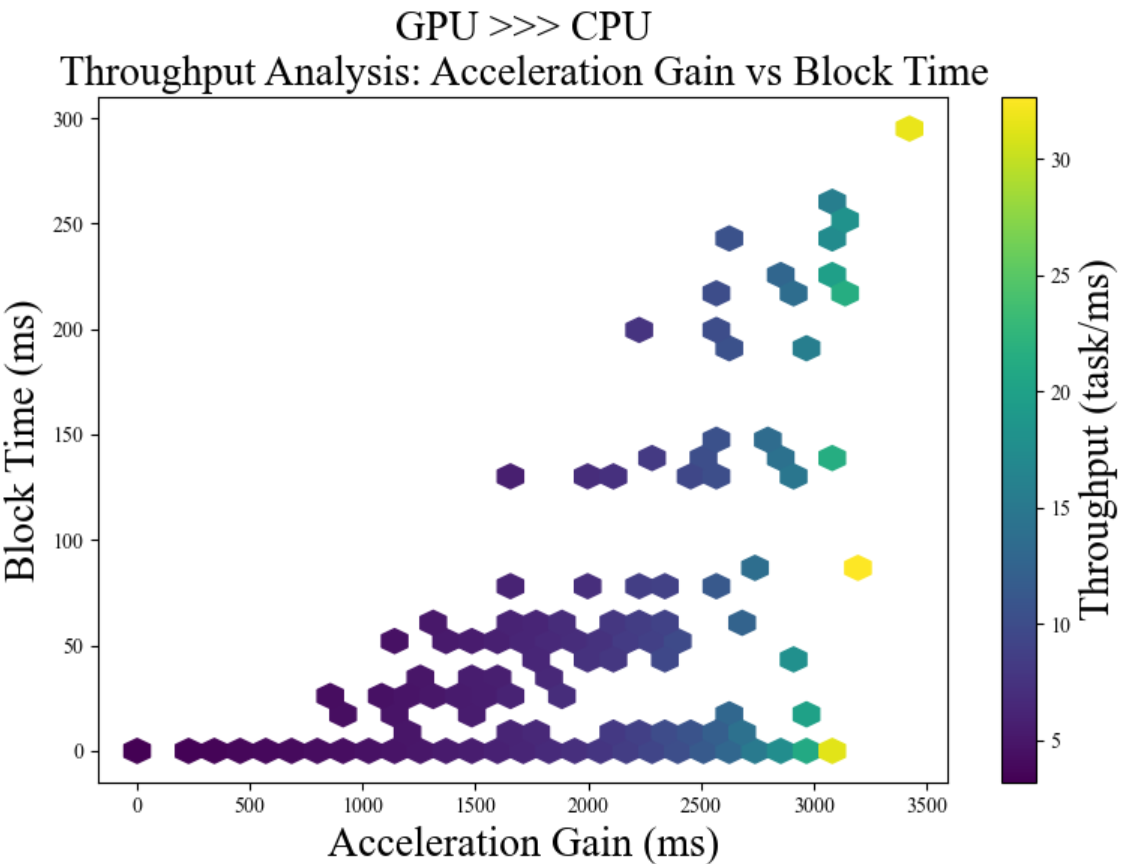 GPU >>> CPU
Throughput Analysis: Acceleration Gain vs Block Time
300
250
200
150
100
50
0
Block Time (ms)
0 500 1000 1500 2000 2500 3000 3500
Acceleration Gain (ms)
30
25
20
15
10
5
Throughput (task/ms)